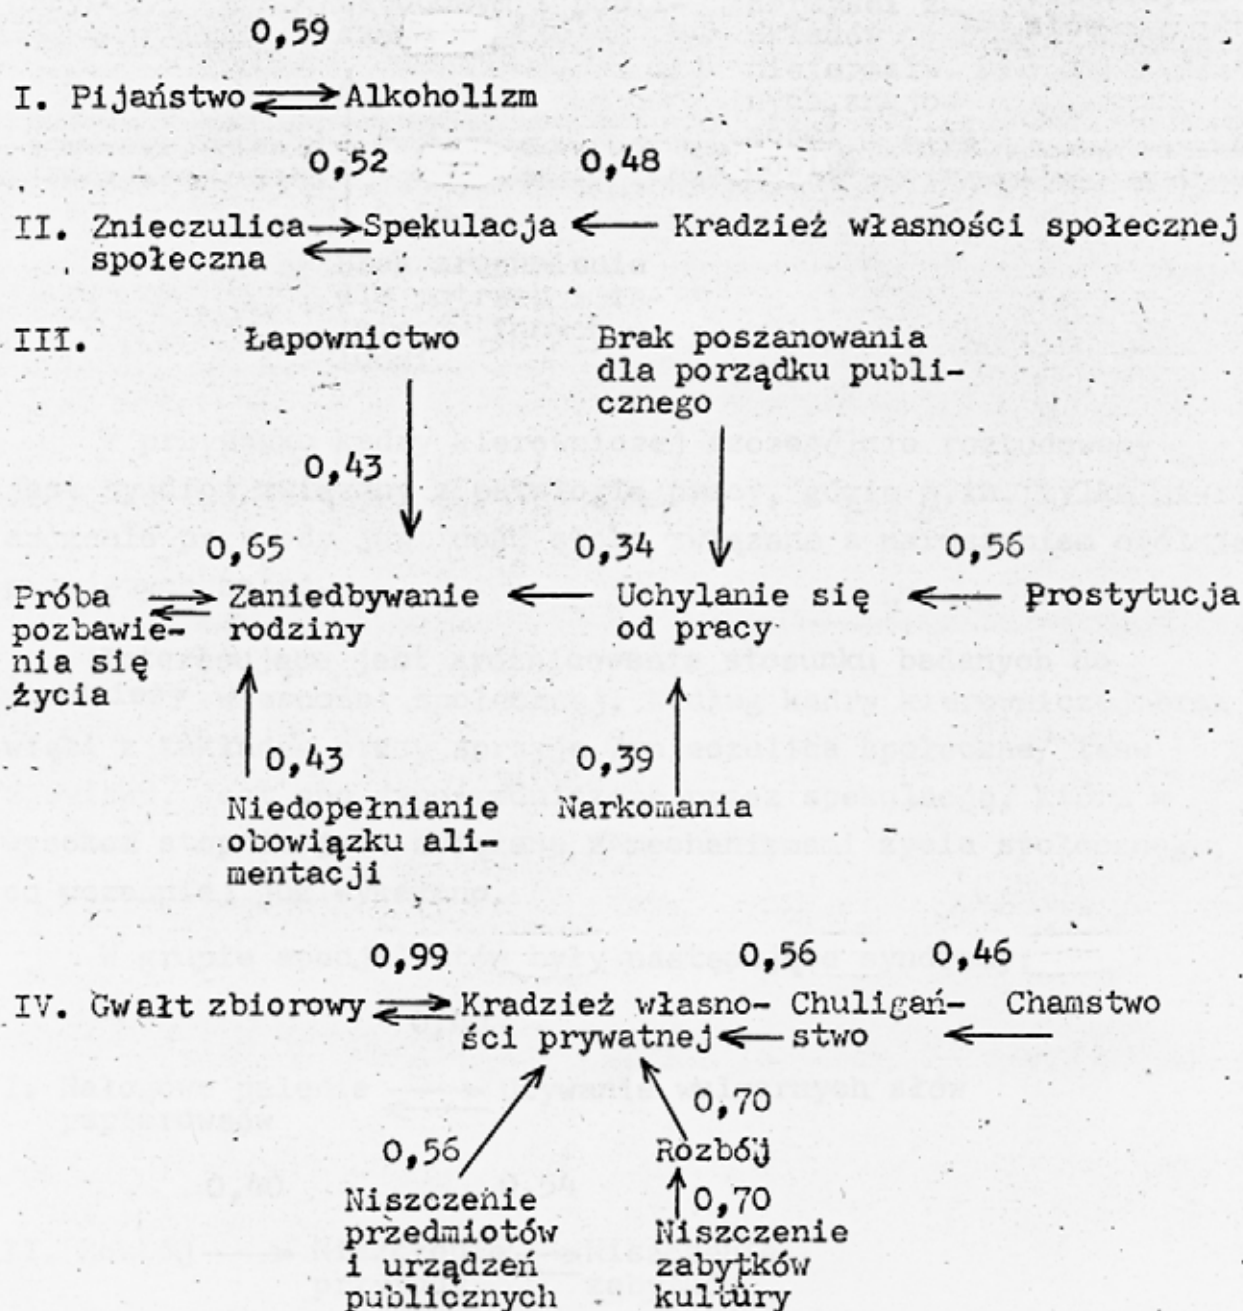 0,59
I. Pijaństwo Alkoholizm
0,52 0,48
II. Znieczulica Spekulacja Kradzież własności społecznej
społeczna
III. Łapownictwo Brak poszanowania
dla porządku publi-
cznego
0,43
0,65 0,34 0,56
Próba Zaniedbywanie Uchylanie się Prostytucja
pozbawie- rodziny od pracy
nia się
życia
0,43 0,39
Niedopełnianie Narkomania
obowiązku ali-
mentacji
0,99 0,56 0,46
IV. Gwałt zbiorowy Kradzież własno- Chuligań- Chamstwo
ści prywatnej stwo
0,70
0,56 Rozbój
Niszczenie 0,70
przedmiotów Niszczenie
i urządzeń zabytków
publicznych kultury